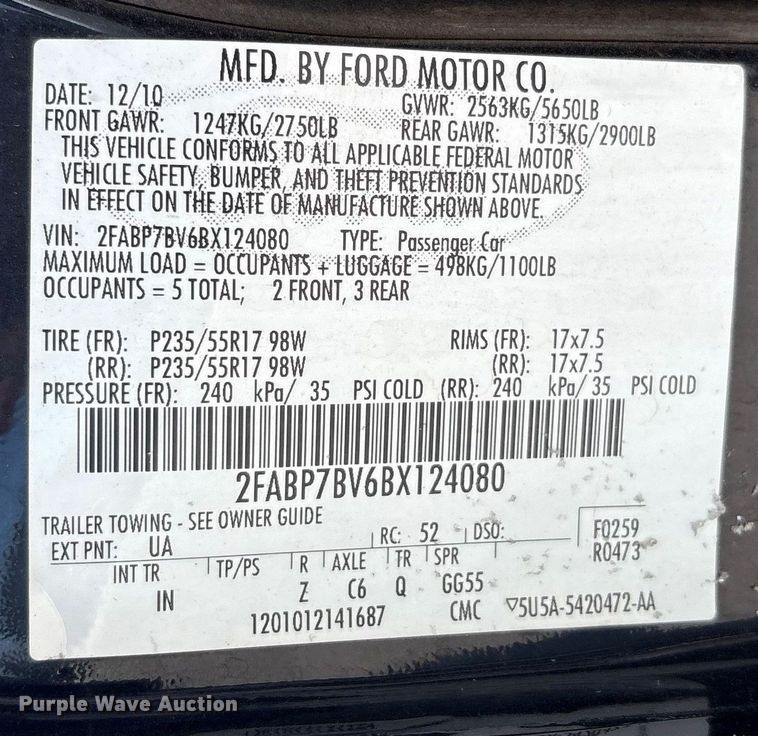 MFD. BY FORD MOTOR CO.
DATE: 12/10 GVWR: 2563KG/5650LB
FRONT GAWR: 1247KG/2750LB REAR GAWR: 1315KG/2900LB
THIS VEHICLE CONFORMS TO ALL APPLICABLE FEDERAL MOTOR
VEHICLE SAFETY, BUMPER, AND THEFT PREVENTION STANDARDS
IN EFFECT ON THE DATE OF MANUFACTURE SHOWN ABOVE.
VIN: 2FABP7BV6BX124080 TYPE: Passenger Car
MAXIMUM LOAD = OCCUPANTS + LUGGAGE = 498KG/1100LB
OCCUPANTS = 5 TOTAL; 2 FRONT, 3 REAR
TIRE (FR): P235/55R17 98W RIMS (FR): 17x7.5
(RR): P235/55R17 98W (RR): 17x7.5
PRESSURE (FR): 240 kPa/ 35 PSI COLD (RR): 240 kPa/ 35 PSI COLD
2FABP7BV6BX124080
TRAILER TOWING - SEE OWNER GUIDE
EXT PNT: UA RC: 52 DSO: F0259
R0473
INT TR TP/PS R AXLE TR SPR
IN Z C6 Q GG55
1201012141687 CMC ▽5U5A-5420472-AA
Purple Wave Auction